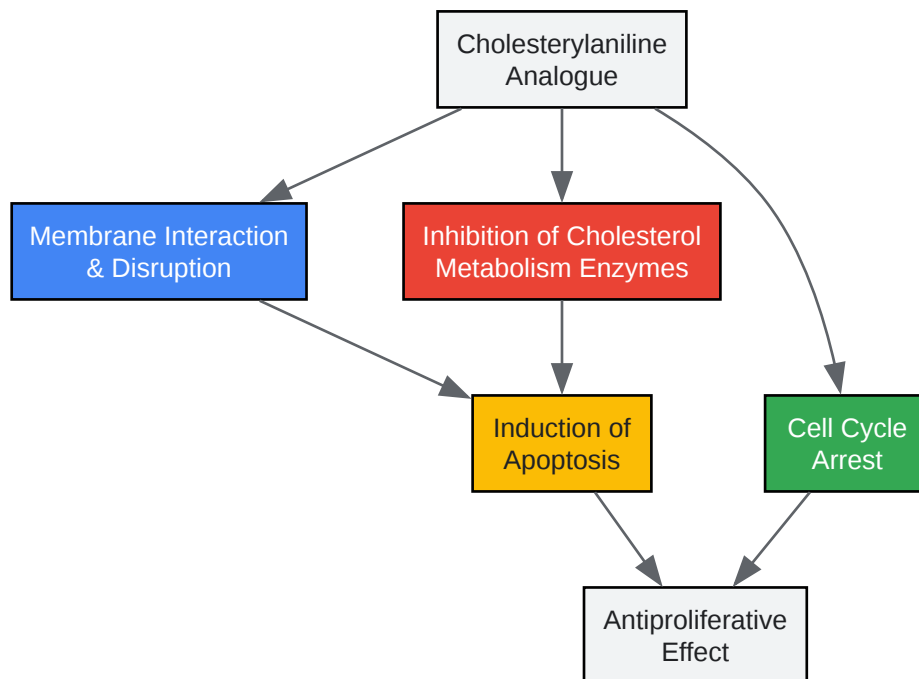 Cholesterylaniline
Analogue
Membrane Interaction
& Disruption
Inhibition of Cholesterol
Metabolism Enzymes
Induction of
Apoptosis
Cell Cycle
Arrest
Antiproliferative
Effect